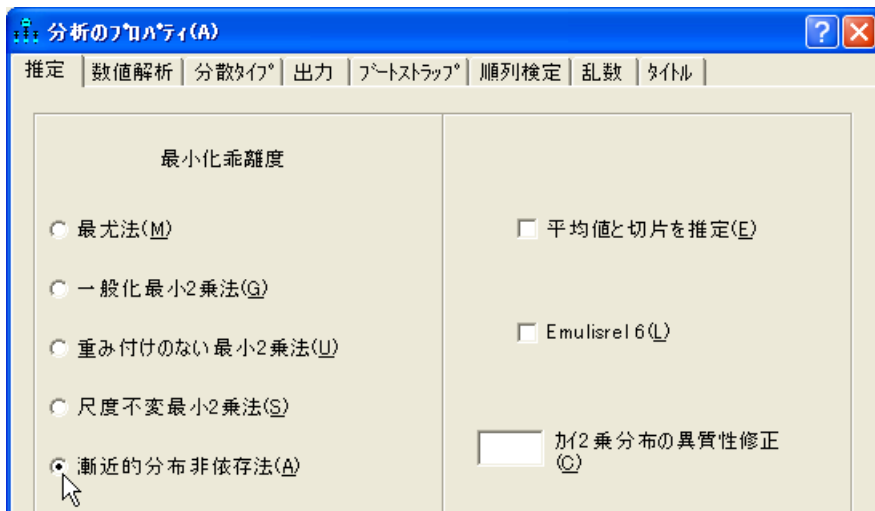 分析のﾌﾟﾛﾊﾟﾃｨ(A)
推定 数値解析 分散ﾀｲﾌﾟ 出力 ﾌﾞｰﾄｽﾄﾗｯﾌﾟ 順列検定 乱数 ﾀｲﾄﾙ
最小化乖離度
最尤法(M)
一般化最小2乗法(G)
重み付けのない最小2乗法(U)
尺度不変最小2乗法(S)
漸近的分布非依存法(A)
平均値と切片を推定(E)
Emulisrel 6(L)
ｶｲ2乗分布の異質性修正
(C)